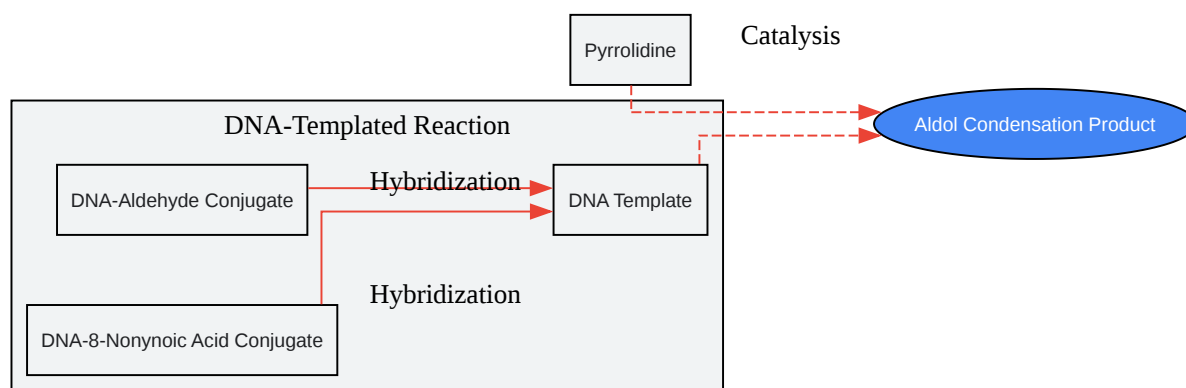 Pyrrolidine
Catalysis
Aldol Condensation Product
DNA-Templated Reaction
DNA-Aldehyde Conjugate
Hybridization
DNA Template
Hybridization
DNA-8-Nonynoic Acid Conjugate